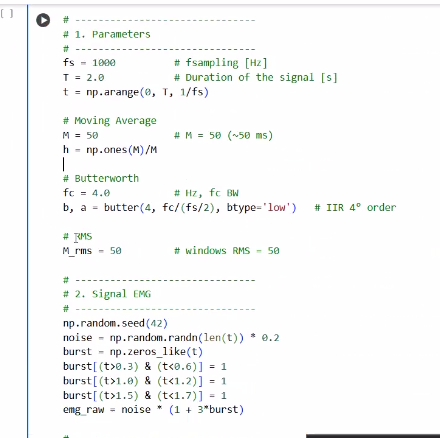 [ ]
# -----------------------------
# 1. Parameters
# -----------------------------
fs = 1000 # fsampling [Hz]
T = 2.0 # Duration of the signal [s]
t = np.arange(0, T, 1/fs)
# Moving Average
M = 50 # M = 50 (~50 ms)
h = np.ones(M)/M
# Butterworth
fc = 4.0 # Hz, fc BW
b, a = butter(4, fc/(fs/2), btype='low') # IIR 4° order
# RMS
M_rms = 50 # windows RMS = 50
# -----------------------------
# 2. Signal EMG
# -----------------------------
np.random.seed(42)
noise = np.random.randn(len(t)) * 0.2
burst = np.zeros_like(t)
burst[(t>0.3) & (t<0.6)] = 1
burst[(t>1.0) & (t<1.2)] = 1
burst[(t>1.5) & (t<1.7)] = 1
emg_raw = noise * (1 + 3*burst)